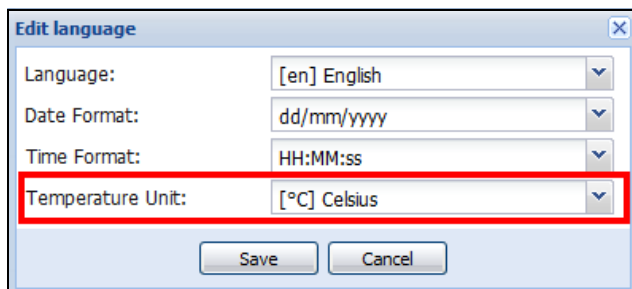 Edit language
Language: [en] English
Date Format: dd/mm/yyyy
Time Format: HH:MM:ss
Temperature Unit: [°C] Celsius
Save Cancel